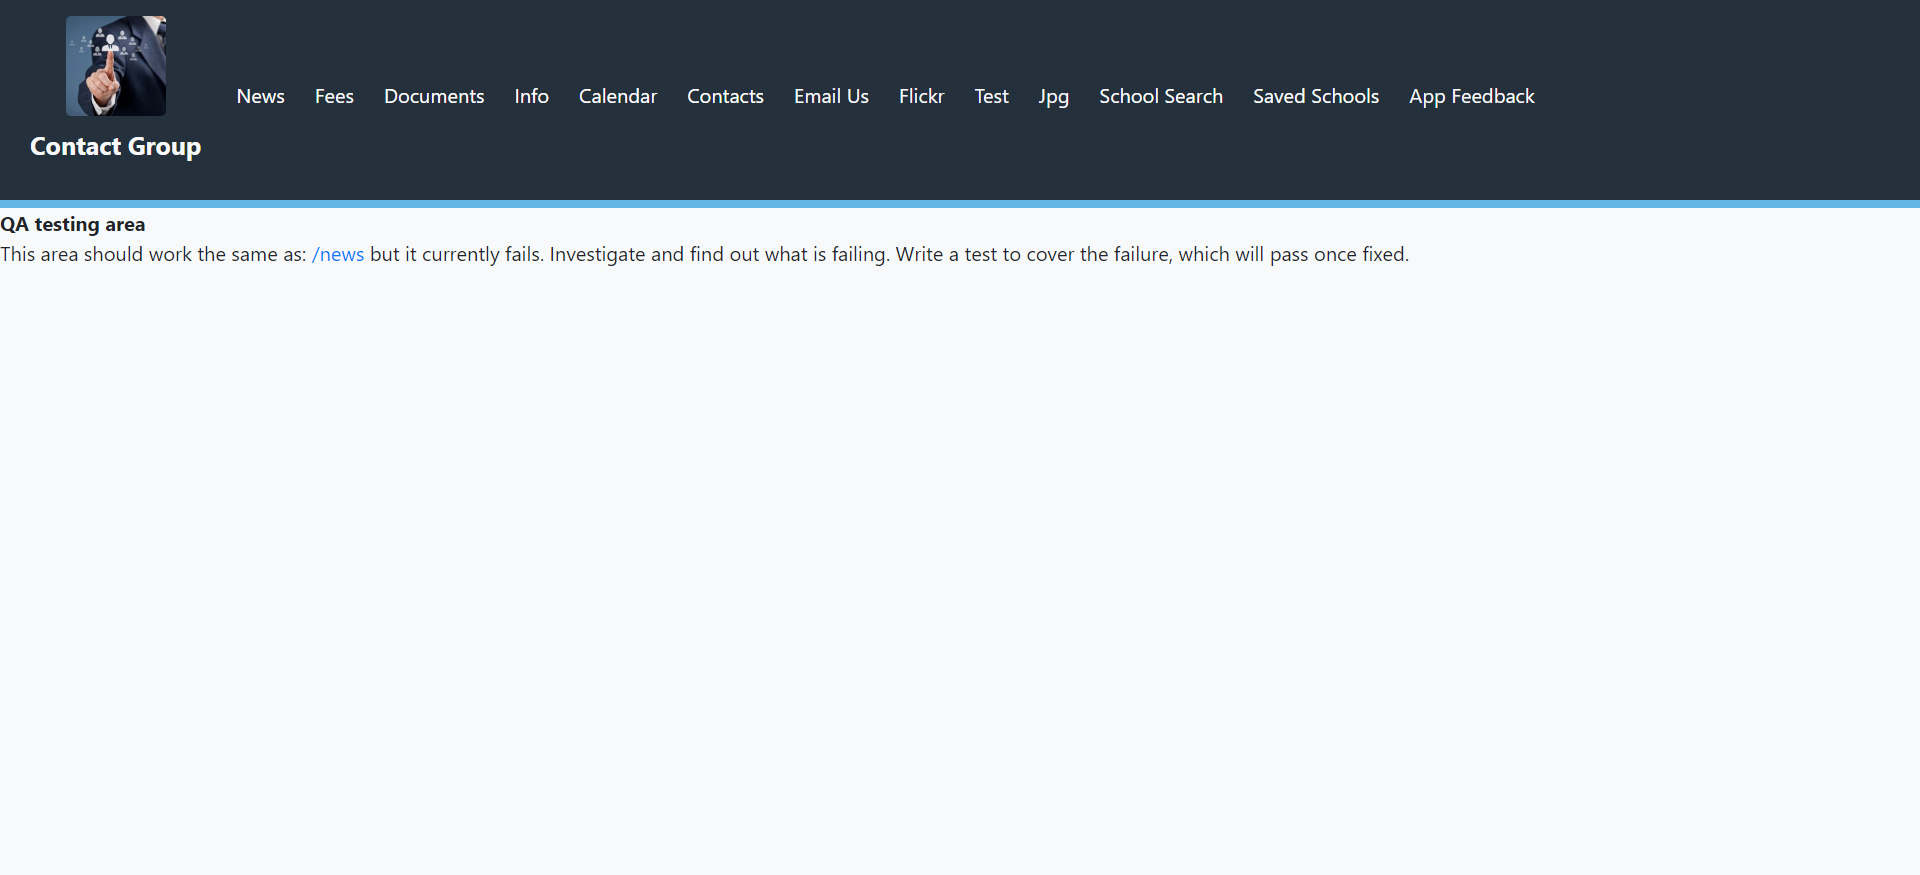 News Fees Documents Info Calendar Contacts Email Us Flickr Test Jpg School Search Saved Schools App Feedback
Contact Group
QA testing area
This area should work the same as: /news but it currently fails. Investigate and find out what is failing. Write a test to cover the failure, which will pass once fixed.